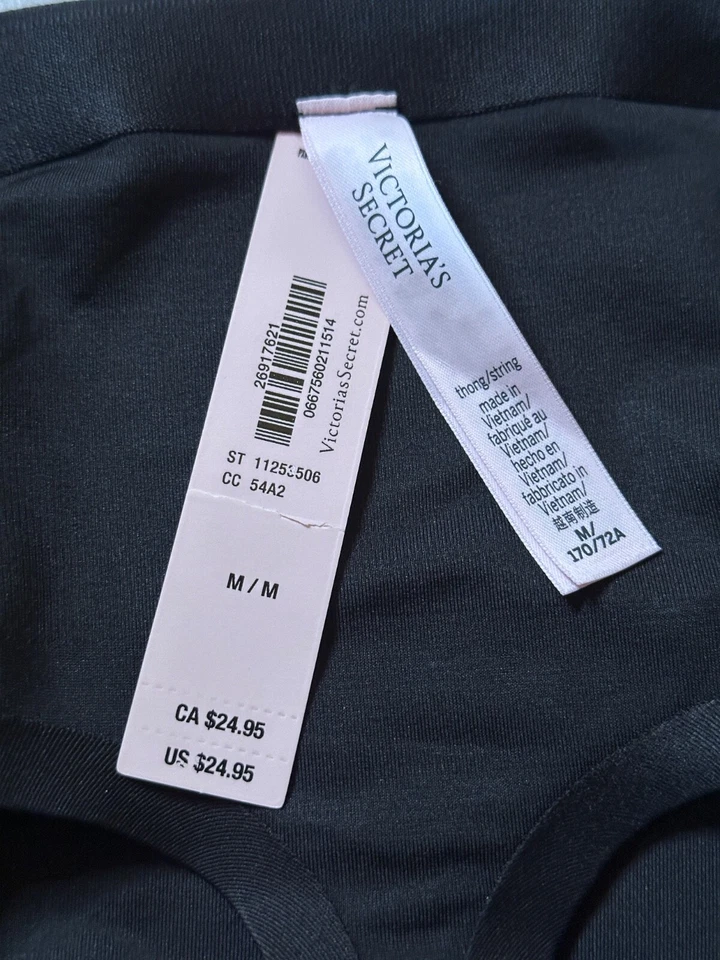 26917621
0667560211514
VictoriasSecret.com
ST 11253506
CC 54A2
M / M
CA $24.95
US $24.95
VICTORIA'S
SECRET
thong/string
made in
Vietnam/
fabriqué au
Vietnam/
hecho en
Vietnam/
fabbricato in
Vietnam/
越南制造
M/
170/72A